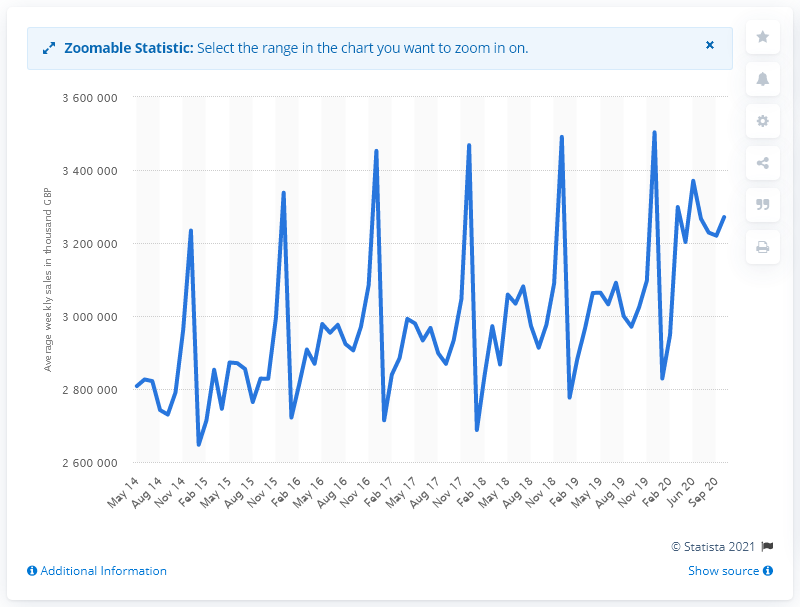 Zoomable Statistic: Select the range in the chart you want to zoom in on.
×
3 600 000
3 400 000
3 200 000
3 000 000
2 800 000
2 600 000
Average weekly sales in thousand GBP
May 14
Aug 14
Nov 14
Feb 15
May 15
Aug 15
Nov 15
Feb 16
May 16
Aug 16
Nov 16
Feb 17
May 17
Aug 17
Nov 17
Feb 18
May 18
Aug 18
Nov 18
Feb 19
May 19
Aug 19
Nov 19
Feb 20
Jun 20
Sep 20
© Statista 2021
Additional Information
Show source